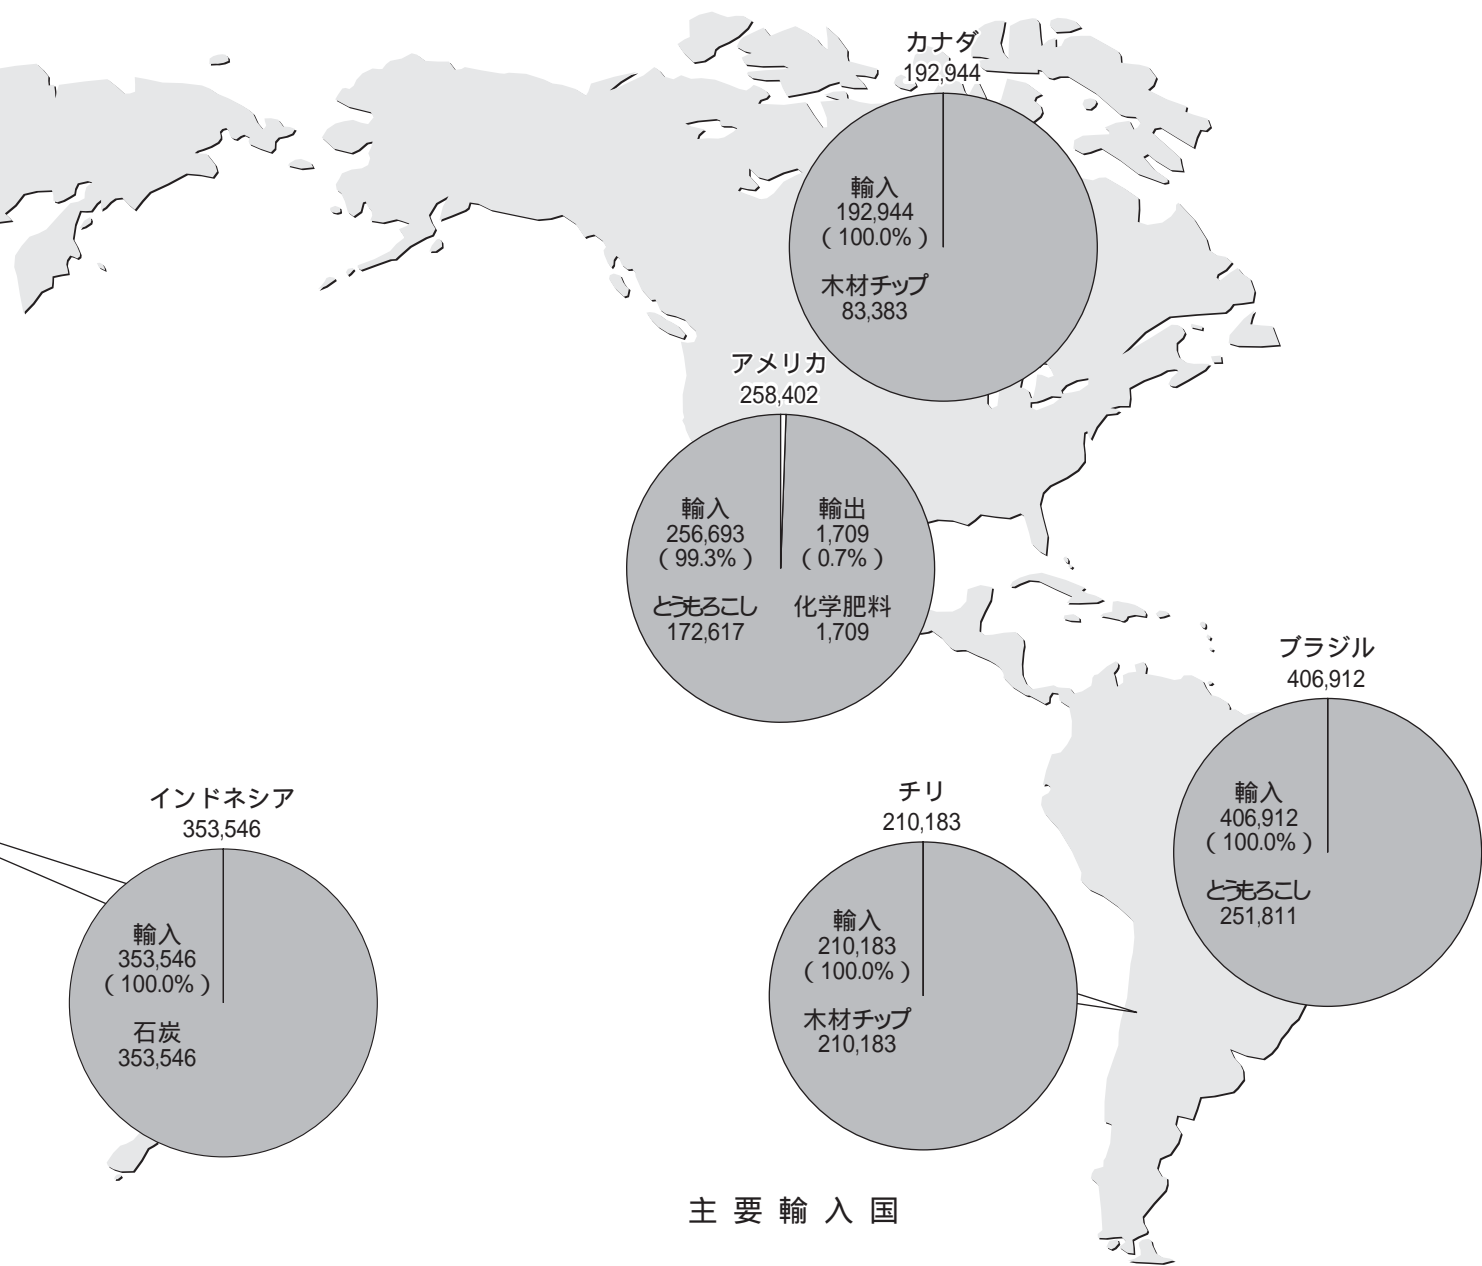 カナダ
192,944
輸入
192,944
(100.0%)
木材チップ
83,383
アメリカ
258,402
輸入
256,693
(99.3%)
とうもろこし
172,617
輸出
1,709
(0.7%)
化学肥料
1,709
ブラジル
406,912
輸入
406,912
(100.0%)
とうもろこし
251,811
インドネシア
353,546
輸入
353,546
(100.0%)
石炭
353,546
チリ
210,183
輸入
210,183
(100.0%)
木材チップ
210,183
主要輸入国